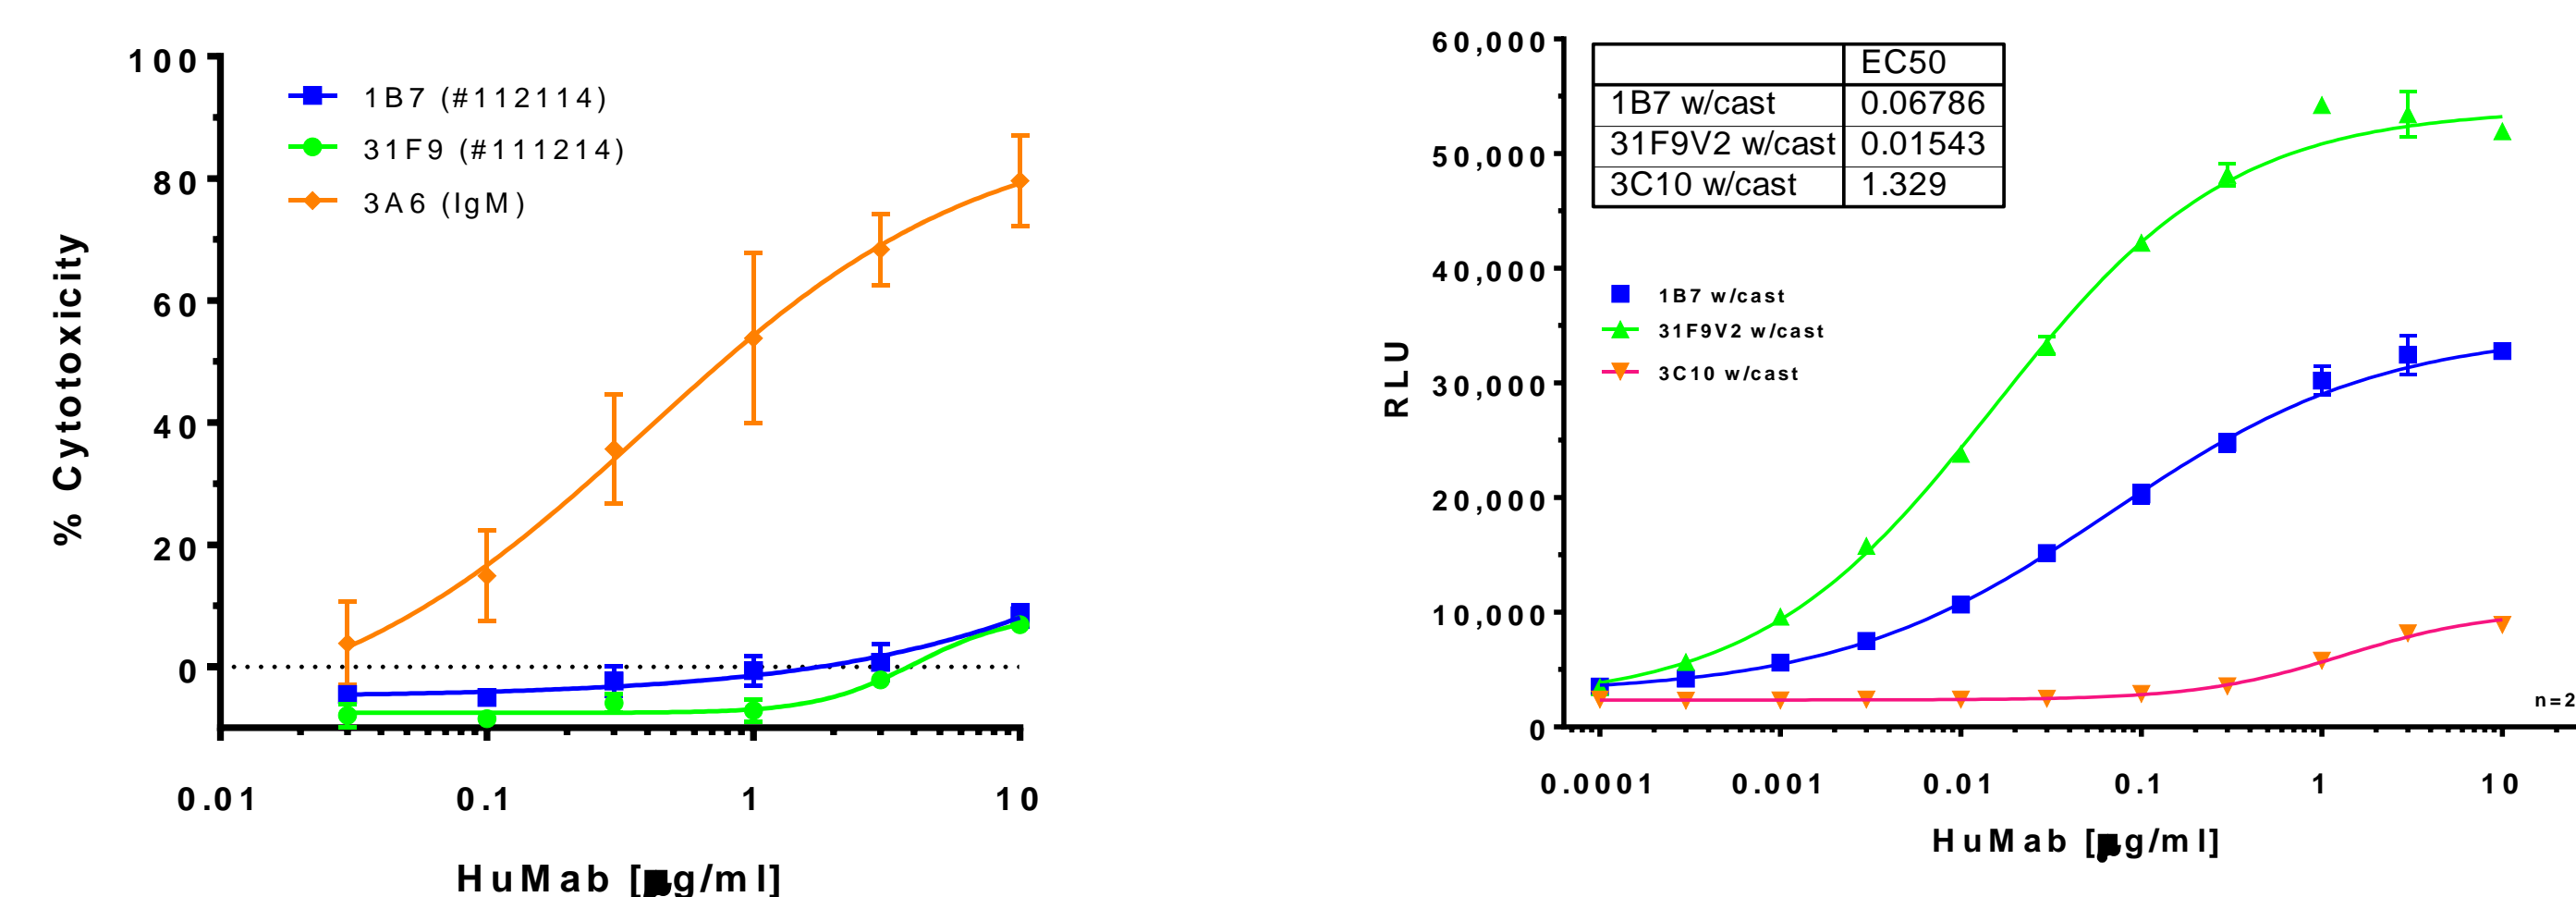 100
80
60
40
20
0
% Cytotoxicity
1B7 (#112114)
31F9 (#111214)
3A6 (IgM)
0.01 0.1 1 10
HuMab [μg/ml]
60,000
50,000
40,000
30,000
20,000
10,000
0
RLU
EC50
1B7 w/cast 0.06786
31F9V2 w/cast 0.01543
3C10 w/cast 1.329
1B7 w/cast
31F9V2 w/cast
3C10 w/cast
n=2
0.0001 0.001 0.01 0.1 1 10
HuMab [μg/ml]